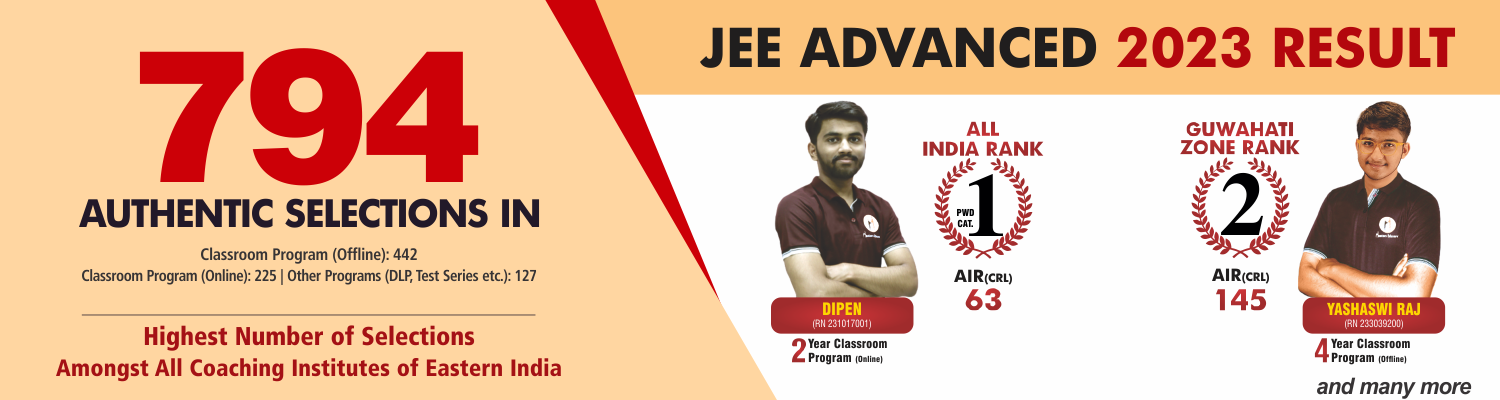 794
AUTHENTIC SELECTIONS IN
Classroom Program (Offline): 442
Classroom Program (Online): 225 | Other Programs (DLP, Test Series etc.): 127
Highest Number of Selections
Amongst All Coaching Institutes of Eastern India
JEE ADVANCED 2023 RESULT
ALL
INDIA RANK
PWD
CAT.
1
AIR(CRL)
63
DIPEN
(RN 231017001)
2 Year Classroom
Program (Online)
GUWAHATI
ZONE RANK
2
AIR(CRL)
145
YASHASWI RAJ
(RN 233039200)
4 Year Classroom
Program (Offline)
and many more